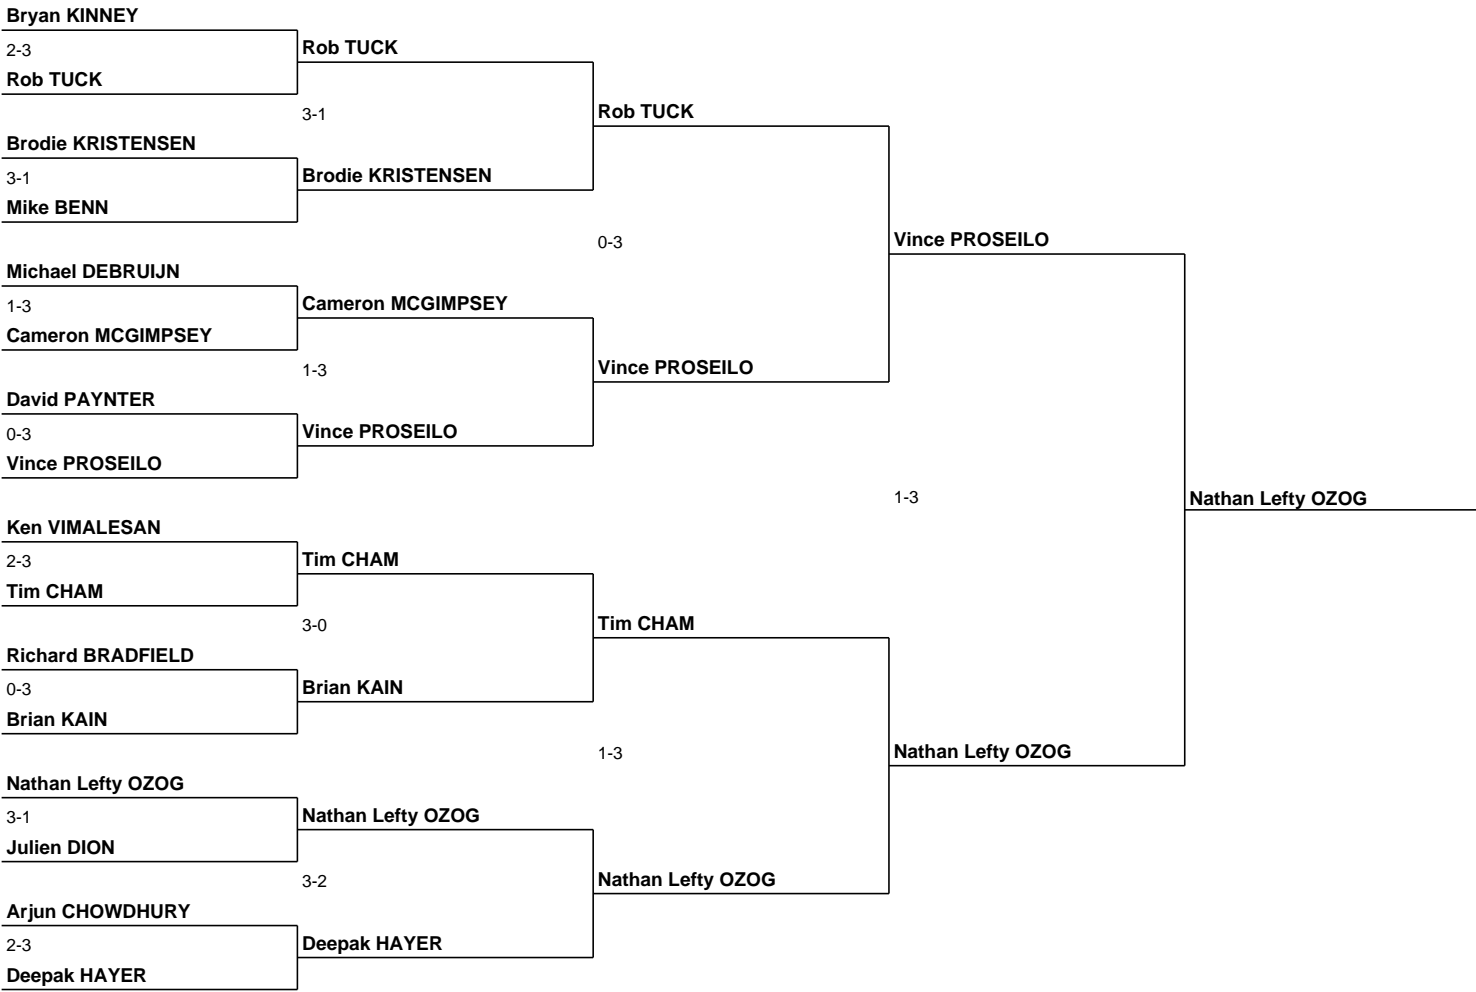 Bryan KINNEY
2-3
Rob TUCK
Rob TUCK
3-1
Rob TUCK
Brodie KRISTENSEN
3-1
Brodie KRISTENSEN
Mike BENN
0-3
Vince PROSEILO
Michael DEBRUIJN
1-3
Cameron MCGIMPSEY
Cameron MCGIMPSEY
1-3
Vince PROSEILO
David PAYNTER
0-3
Vince PROSEILO
Vince PROSEILO
1-3
Nathan Lefty OZOG
Ken VIMALESAN
2-3
Tim CHAM
Tim CHAM
3-0
Tim CHAM
Richard BRADFIELD
0-3
Brian KAIN
Brian KAIN
1-3
Nathan Lefty OZOG
Nathan Lefty OZOG
3-1
Nathan Lefty OZOG
Julien DION
3-2
Nathan Lefty OZOG
Arjun CHOWDHURY
2-3
Deepak HAYER
Deepak HAYER